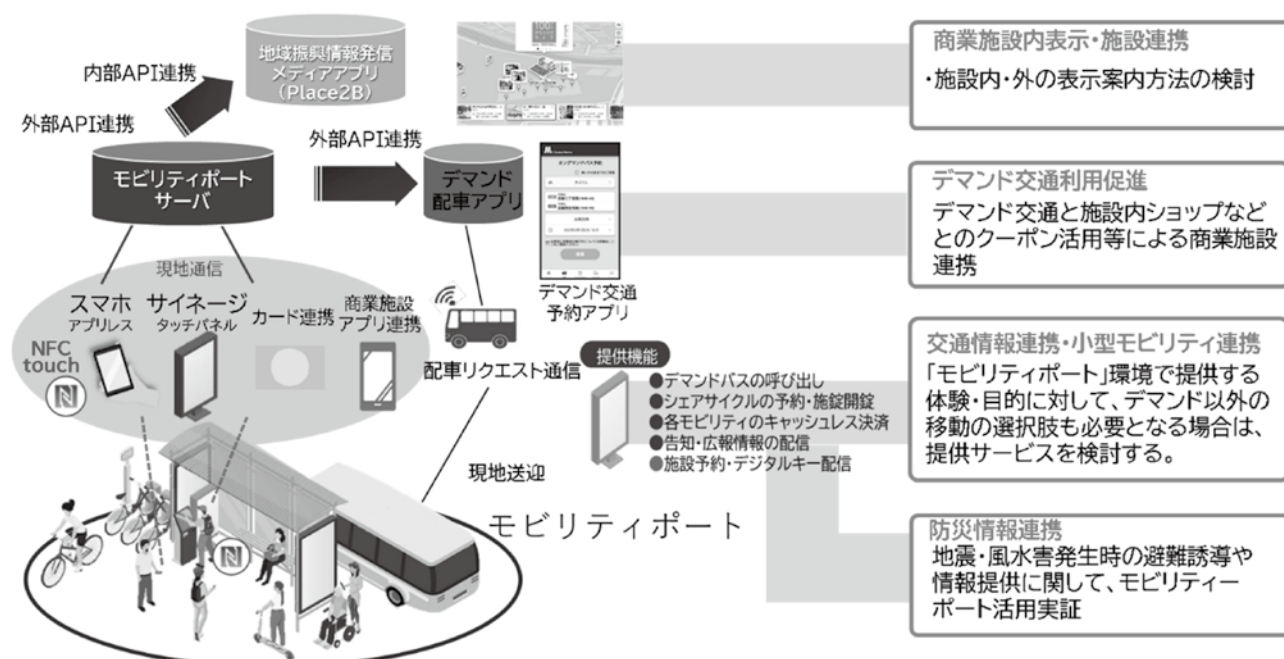 地域振興情報発信
メディアアプリ
(Place2B)
内部API連携
外部API連携
外部API連携
モビリティポート
サーバ
デマンド
配車アプリ
オンデマンドバス予約
現地通信
スマホ
アプリレス
サイネージ
タッチパネル
カード連携
商業施設
アプリ連携
NFC
touch
デマンド交通
予約アプリ
配車リクエスト通信
現地送迎
モビリティポート
提供機能
●デマンドバスの呼び出し
●シェアサイクルの予約・施錠開錠
●各モビリティのキャッシュレス決済
●告知・広報情報の配信
●施設予約・デジタルキー配信
商業施設内表示・施設連携
・施設内・外の表示案内方法の検討
デマンド交通利用促進
デマンド交通と施設内ショップなど
とのクーポン活用等による商業施設
連携
交通情報連携・小型モビリティ連携
「モビリティポート」環境で提供する
体験・目的に対して、デマンド以外の
移動の選択肢も必要となる場合は、
提供サービスを検討する。
防災情報連携
地震・風水害発生時の避難誘導や
情報提供に関して、モビリティー
ポート活用実証